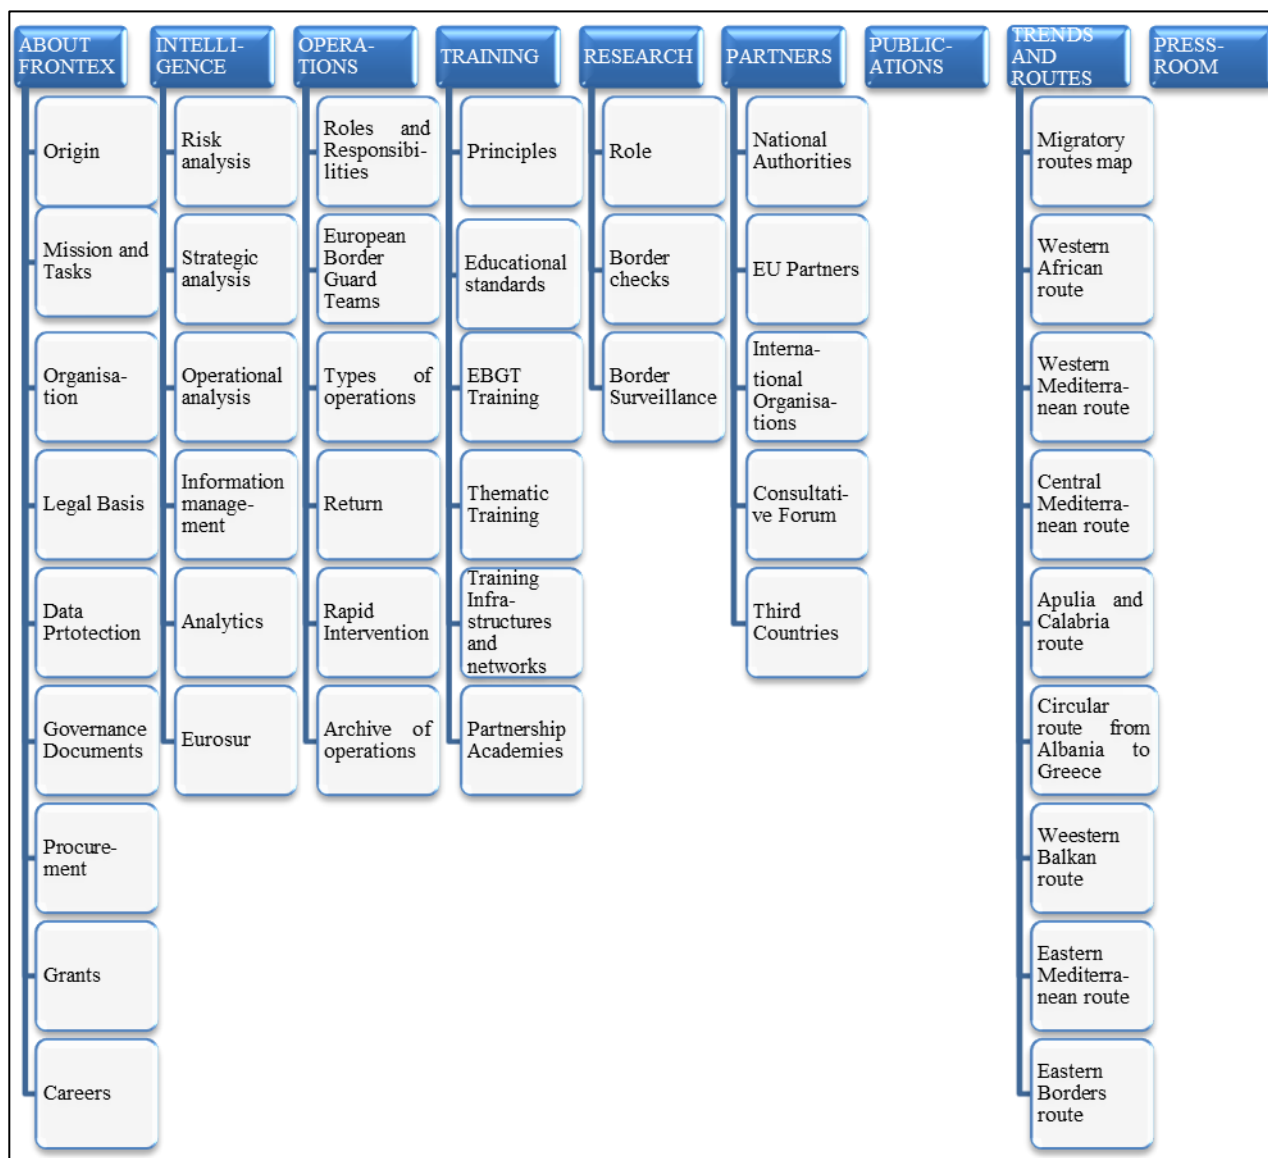 ABOUT
FRONTEX
Origin
Mission and
Tasks
Organisa-
tion
Legal Basis
Data
Prtotection
Governance
Documents
Procure-
ment
Grants
Careers
INTELLI-
GENCE
Risk
analysis
Strategic
analysis
Operational
analysis
Information
manage-
ment
Analytics
Eurosur
OPERA-
TIONS
Roles and
Responsibi-
lities
European
Border
Guard
Teams
Types of
operations
Return
Rapid
Intervention
Archive of
operations
TRAINING
Principles
Educational
standards
EBGT
Training
Thematic
Training
Training
Infra-
structures
and
networks
Partnership
Academies
RESEARCH
Role
Border
checks
Border
Surveillance
PARTNERS
National
Authorities
EU Partners
Interna-
tional
Organisa-
tions
Consultati-
ve Forum
Third
Countries
PUBLIC-
ATIONS
TRENDS
AND
ROUTES
Migratory
routes map
Western
African
route
Western
Mediterra-
nean route
Central
Mediterra-
nean route
Apulia and
Calabria
route
Circular
route from
Albania to
Greece
Weestern
Balkan
route
Eastern
Mediterra-
nean route
Eastern
Borders
route
PRESS-
ROOM